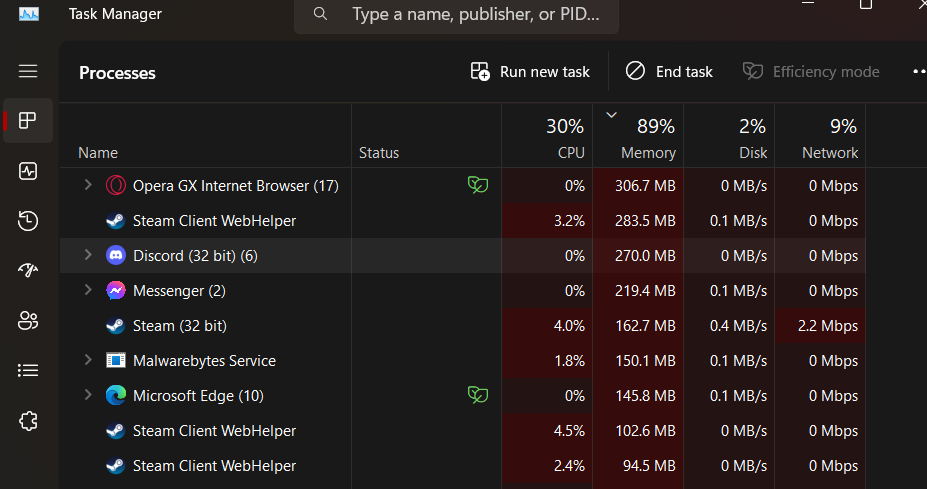 Task Manager
Type a name, publisher, or PID...
Processes
Run new task
End task
Efficiency mode
30% 89% 2% 9%
Name Status CPU Memory Disk Network
Opera GX Internet Browser (17) 0% 306.7 MB 0 MB/s 0 Mbps
Steam Client WebHelper 3.2% 283.5 MB 0.1 MB/s 0 Mbps
Discord (32 bit) (6) 0% 270.0 MB 0 MB/s 0 Mbps
Messenger (2) 0% 219.4 MB 0.1 MB/s 0 Mbps
Steam (32 bit) 4.0% 162.7 MB 0.4 MB/s 2.2 Mbps
Malwarebytes Service 1.8% 150.1 MB 0.1 MB/s 0 Mbps
Microsoft Edge (10) 0% 145.8 MB 0.1 MB/s 0 Mbps
Steam Client WebHelper 4.5% 102.6 MB 0 MB/s 0 Mbps
Steam Client WebHelper 2.4% 94.5 MB 0 MB/s 0 Mbps